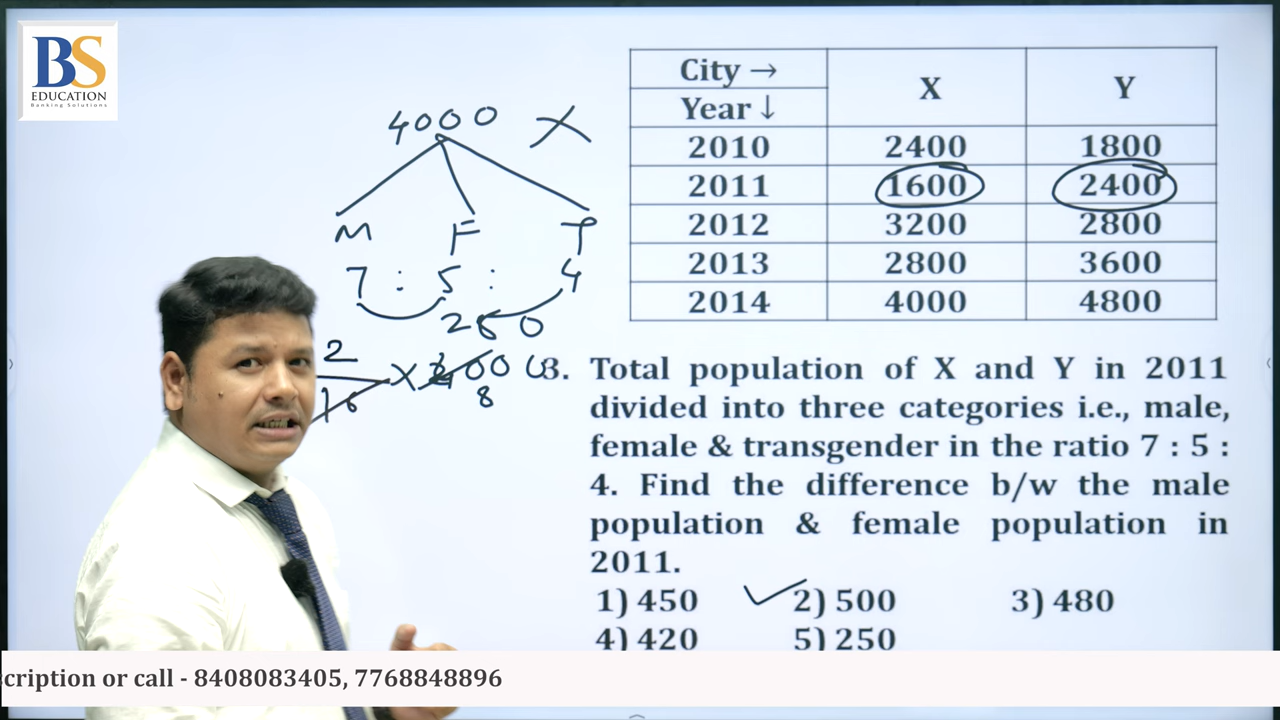 BS
EDUCATION
Banking Solutions
4000 X
M F T
7 : 5 : 4
2
City → X Y
Year ↓
2010 2400 1800
2011 1600 2400
2012 3200 2800
2013 2800 3600
2014 4000 4800
3. Total population of X and Y in 2011
divided into three categories i.e., male,
female & transgender in the ratio 7 : 5 :
4. Find the difference b/w the male
population & female population in
2011.
1) 450 2) 500 3) 480
4) 420 5) 250
cription or call - 8408083405, 7768848896